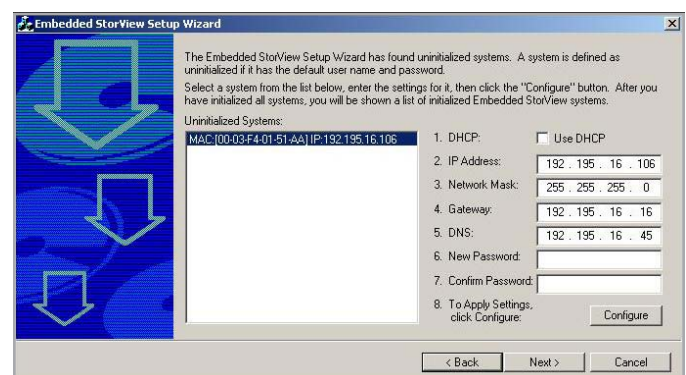 Embedded StorView Setup Wizard
The Embedded StorView Setup Wizard has found uninitialized systems. A system is defined as
uninitialized if it has the default user name and password.
Select a system from the list below, enter the settings for it, then click the "Configure" button. After you
have initialized all systems, you will be shown a list of initialized Embedded StorView systems.
Uninitialized Systems:
MAC:[00-03-F4-01-51-AA] IP:192.195.16.106
1. DHCP: Use DHCP
2. IP Address: 192 . 195 . 16 . 106
3. Network Mask: 255 . 255 . 255 . 0
4. Gateway: 192 . 195 . 16 . 16
5. DNS: 192 . 195 . 16 . 45
6. New Password:
7. Confirm Password:
8. To Apply Settings,
click Configure: Configure
< Back Next > Cancel